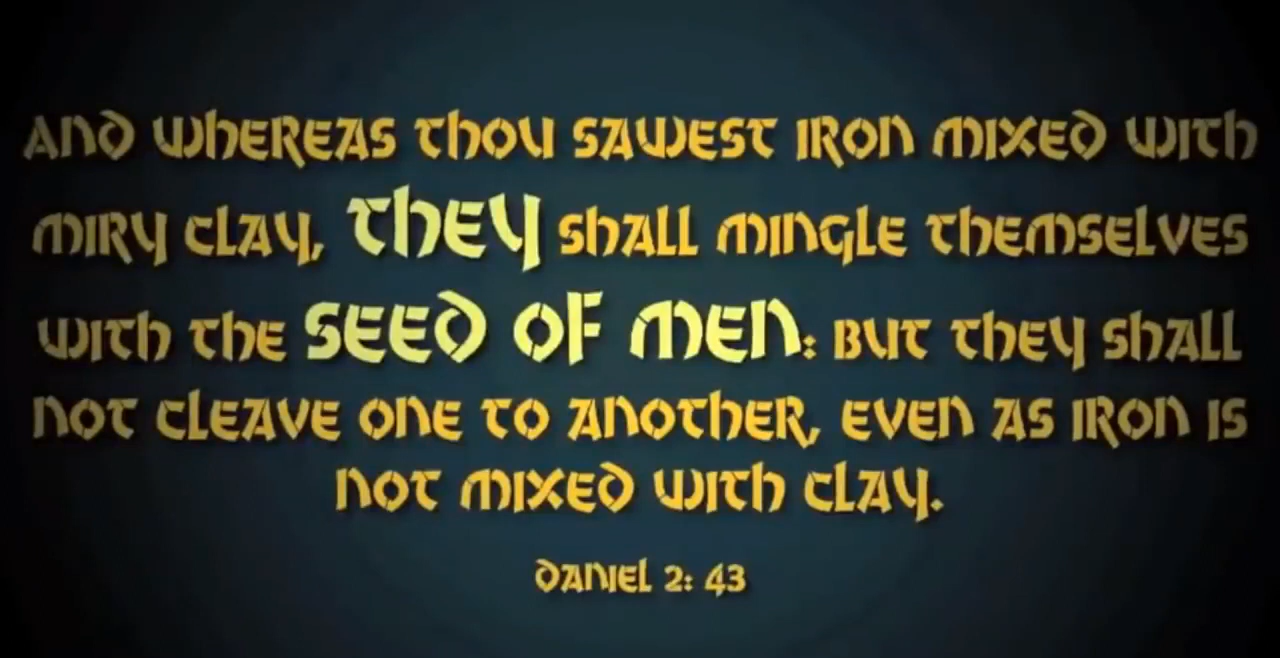 And whereas thou sawest iron mixed with
miry clay, they shall mingle themselves
with the seed of men: but they shall
not cleave one to another, even as iron is
not mixed with clay.
Daniel 2: 43